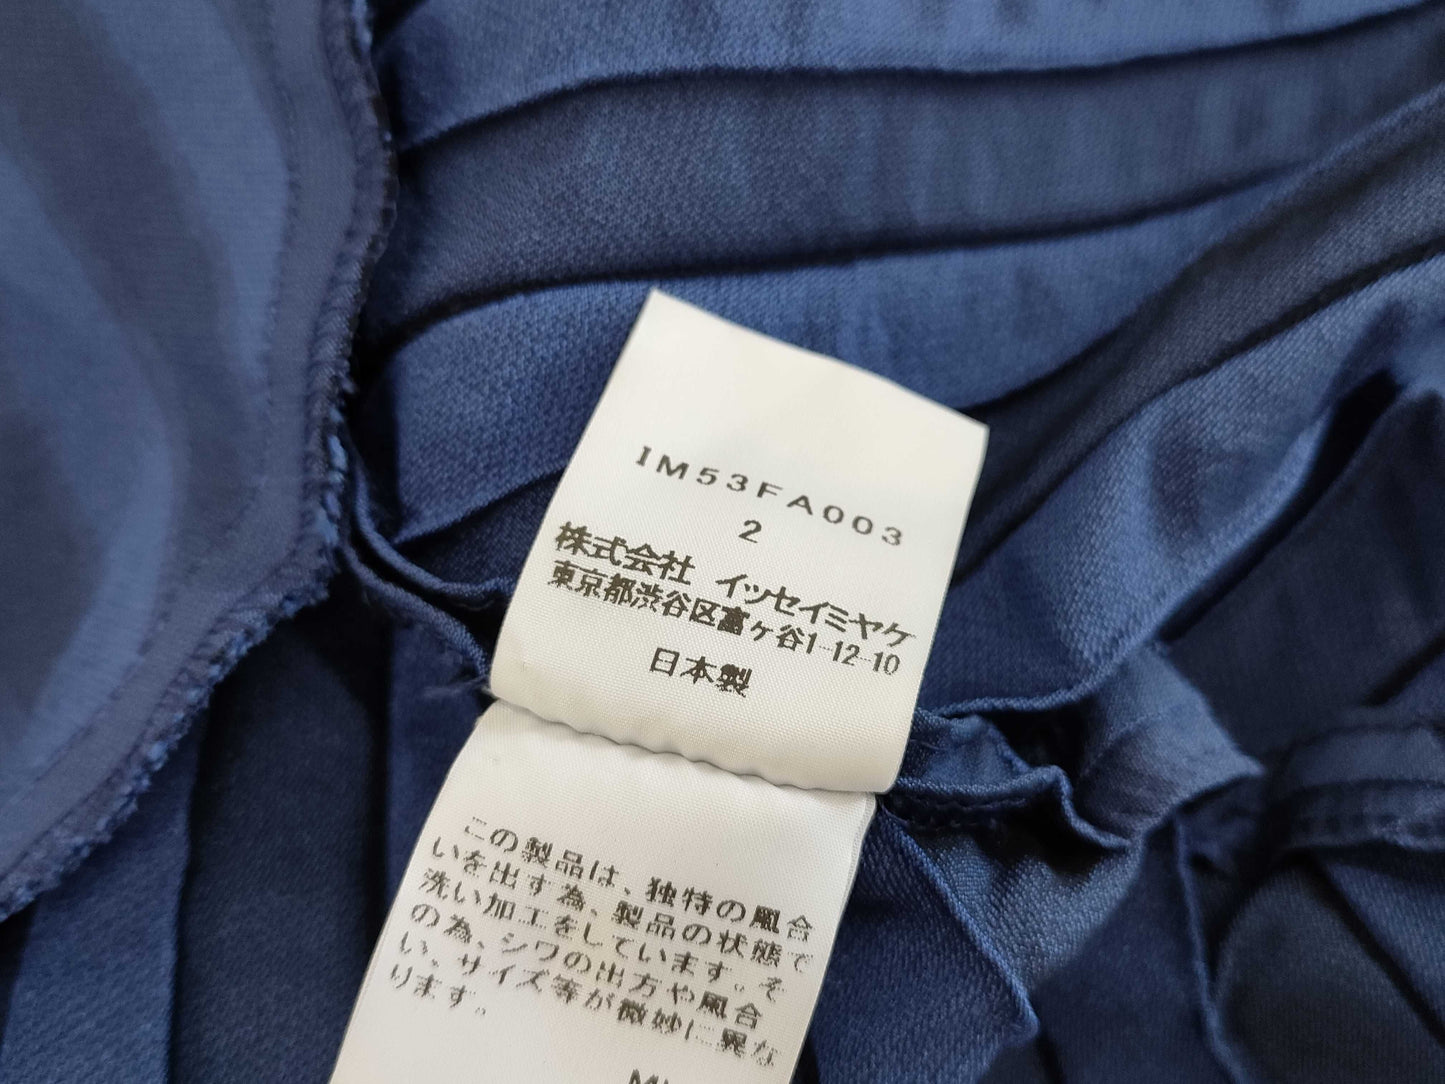 IM53FA003
2
株式会社 イッセイミヤケ
東京都渋谷区富ヶ谷1-12-10
日本製
この製品は、独特の風合
いを出す為、製品の状態で
洗い加工をしています。そ
の為、シワの出方や風合
い、サイズ等が微妙に異な
ります。